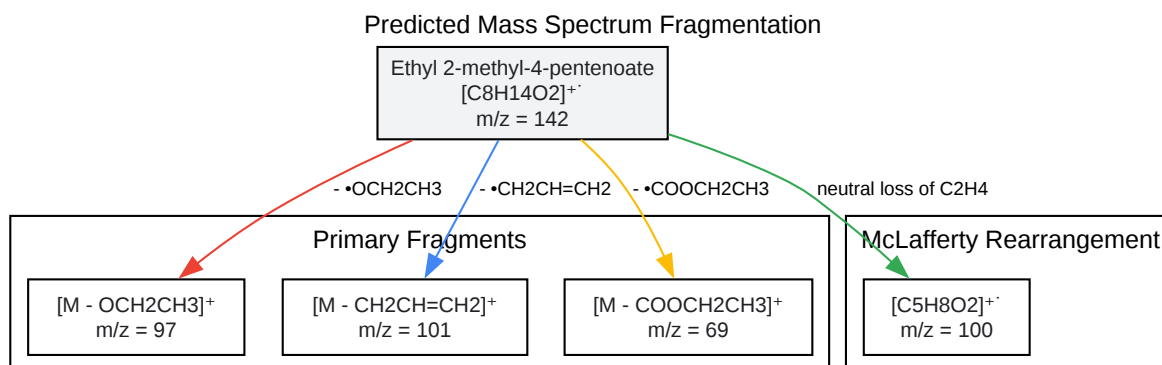 Predicted Mass Spectrum Fragmentation
Ethyl 2-methyl-4-pentenoate
[C8H14O2]⁺˙
m/z = 142
- •OCH2CH3
- •CH2CH=CH2
- •COOCH2CH3
neutral loss of C2H4
Primary Fragments
McLafferty Rearrangement
[M - OCH2CH3]⁺
m/z = 97
[M - CH2CH=CH2]⁺
m/z = 101
[M - COOCH2CH3]⁺
m/z = 69
[C5H8O2]⁺˙
m/z = 100